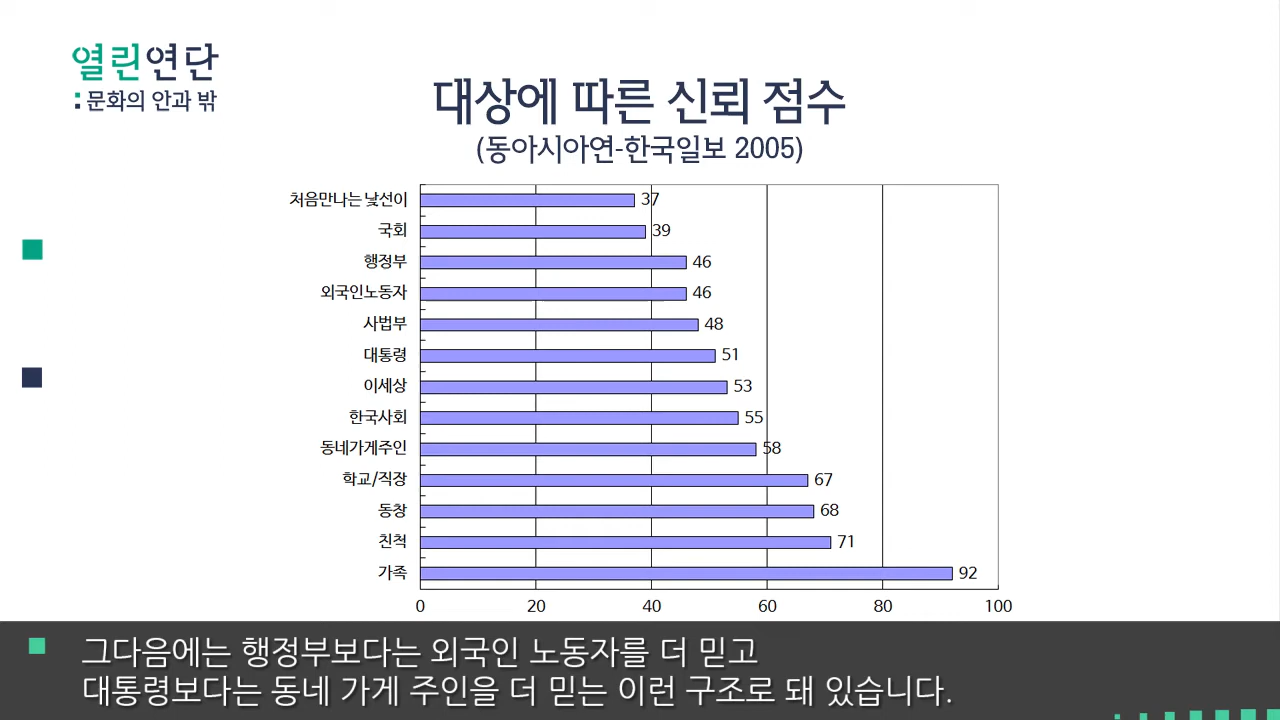 열린연단
: 문화의 안과 밖
대상에 따른 신뢰 점수
(동아시아연-한국일보 2005)
처음만나는 낯선이 37
국회 39
행정부 46
외국인노동자 46
사법부 48
대통령 51
이세상 53
한국사회 55
동네가게주인 58
학교/직장 67
동창 68
친척 71
가족 92
0 20 40 60 80 100
그다음에는 행정부보다는 외국인 노동자를 더 믿고
대통령보다는 동네 가게 주인을 더 믿는 이런 구조로 돼 있습니다.